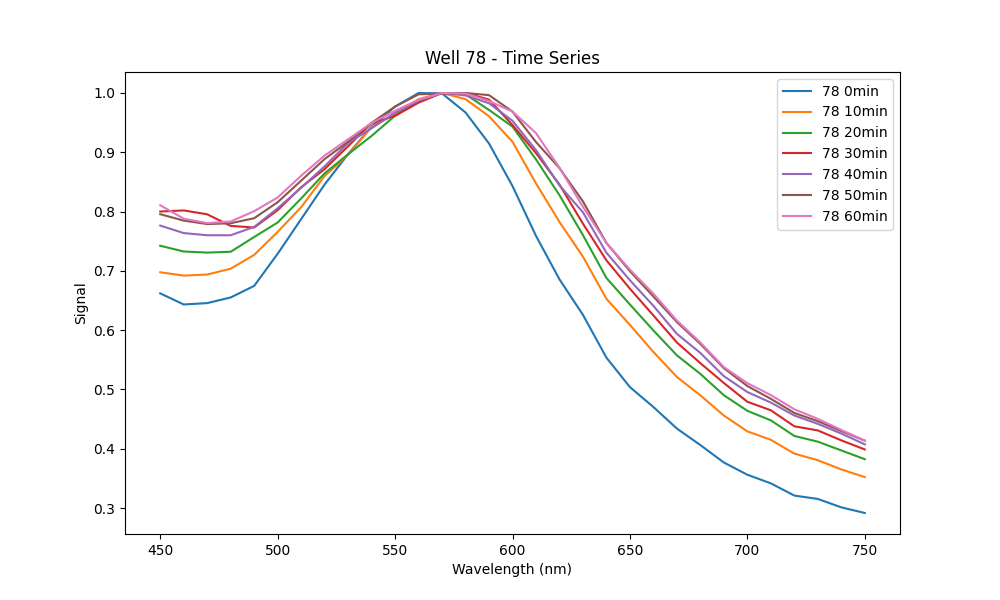 Well 78 - Time Series
1.0
0.9
0.8
0.7
0.6
0.5
0.4
0.3
Signal
78 0min
78 10min
78 20min
78 30min
78 40min
78 50min
78 60min
450 500 550 600 650 700 750
Wavelength (nm)